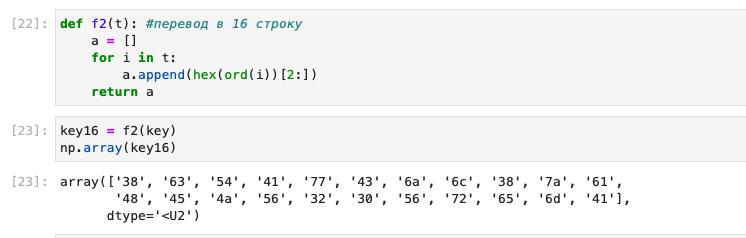 [22]: def f2(t): #перевод в 16 строку
a = []
for i in t:
a.append(hex(ord(i))[2:])
return a
[23]: key16 = f2(key)
np.array(key16)
[23]: array(['38', '63', '54', '41', '77', '43', '6a', '6c', '38', '7a', '61',
'48', '45', '4a', '56', '32', '30', '56', '72', '65', '6d', '41'],
dtype='<U2')